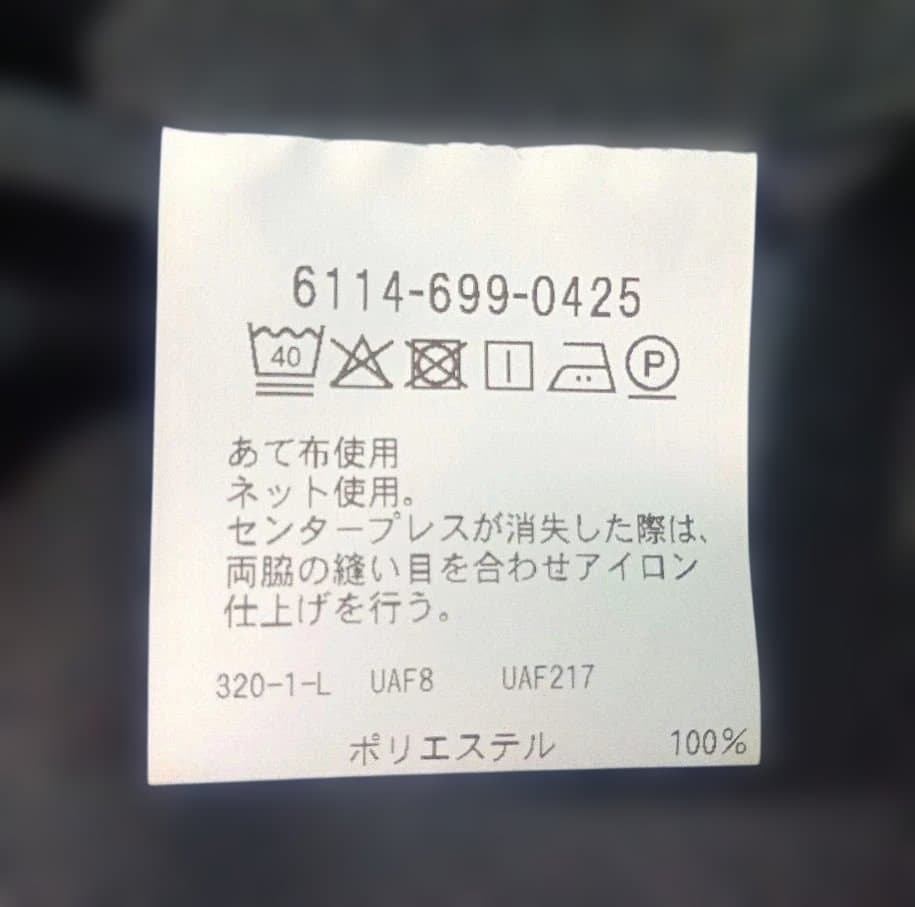 6114-699-0425
40 P
あて布使用
ネット使用。
センタープレスが消失した際は、
両脇の縫い目を合わせアイロン
仕上げを行う。
320-1-L UAF8 UAF217
ポリエステル 100%